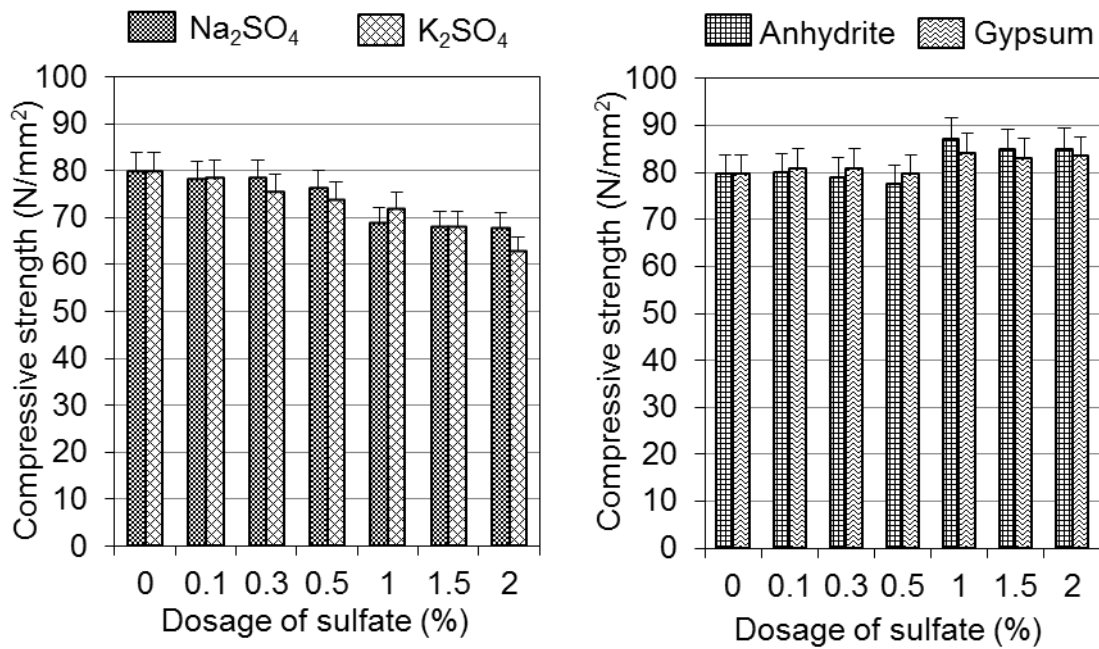 Na₂SO₄ K₂SO₄
Compressive strength (N/mm²)
100
90
80
70
60
50
40
30
20
10
0
0 0.1 0.3 0.5 1 1.5 2
Dosage of sulfate (%)
Anhydrite Gypsum
Compressive strength (N/mm²)
100
90
80
70
60
50
40
30
20
10
0
0 0.1 0.3 0.5 1 1.5 2
Dosage of sulfate (%)